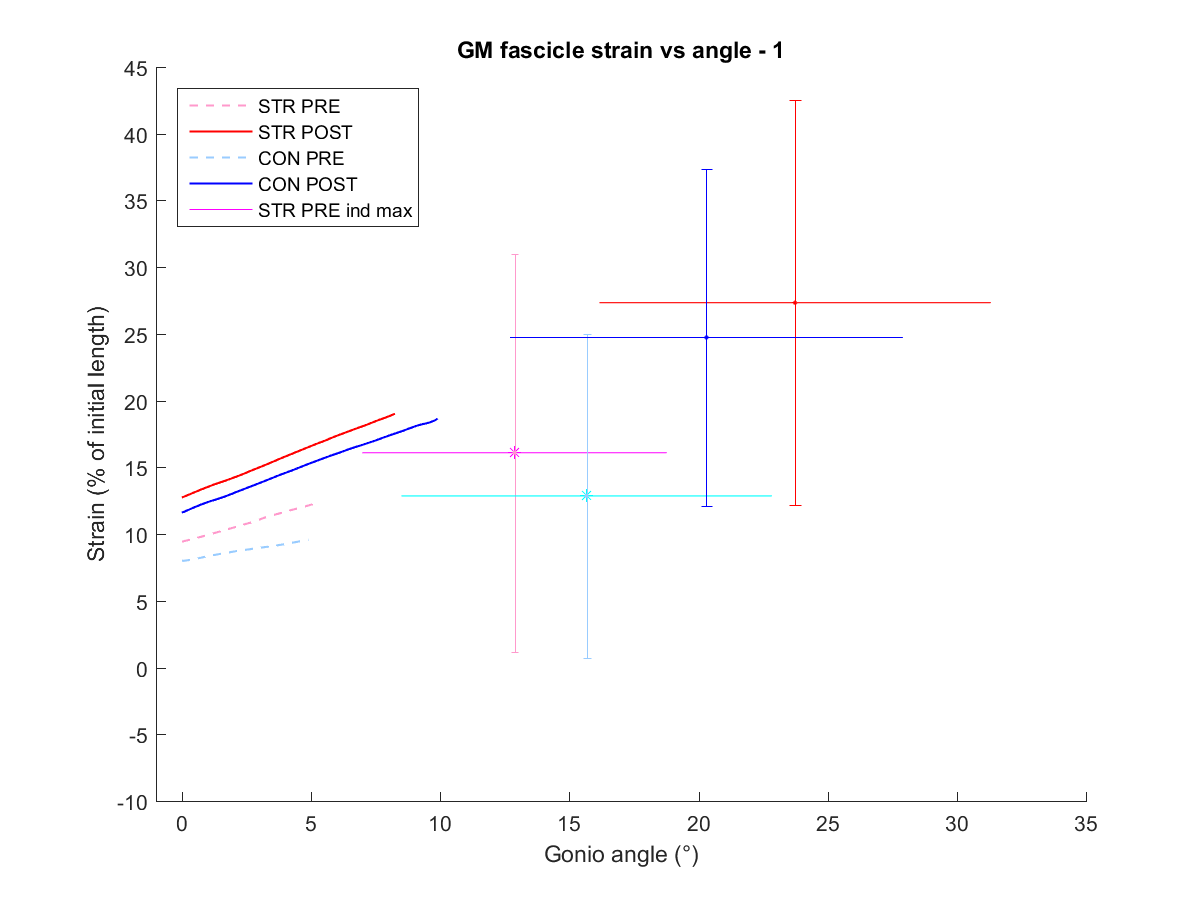 GM fascicle strain vs angle - 1
45
40
35
30
25
20
15
10
5
0
-5
-10
Strain (% of initial length)
STR PRE
STR POST
CON PRE
CON POST
STR PRE ind max
0 5 10 15 20 25 30 35
Gonio angle (°)